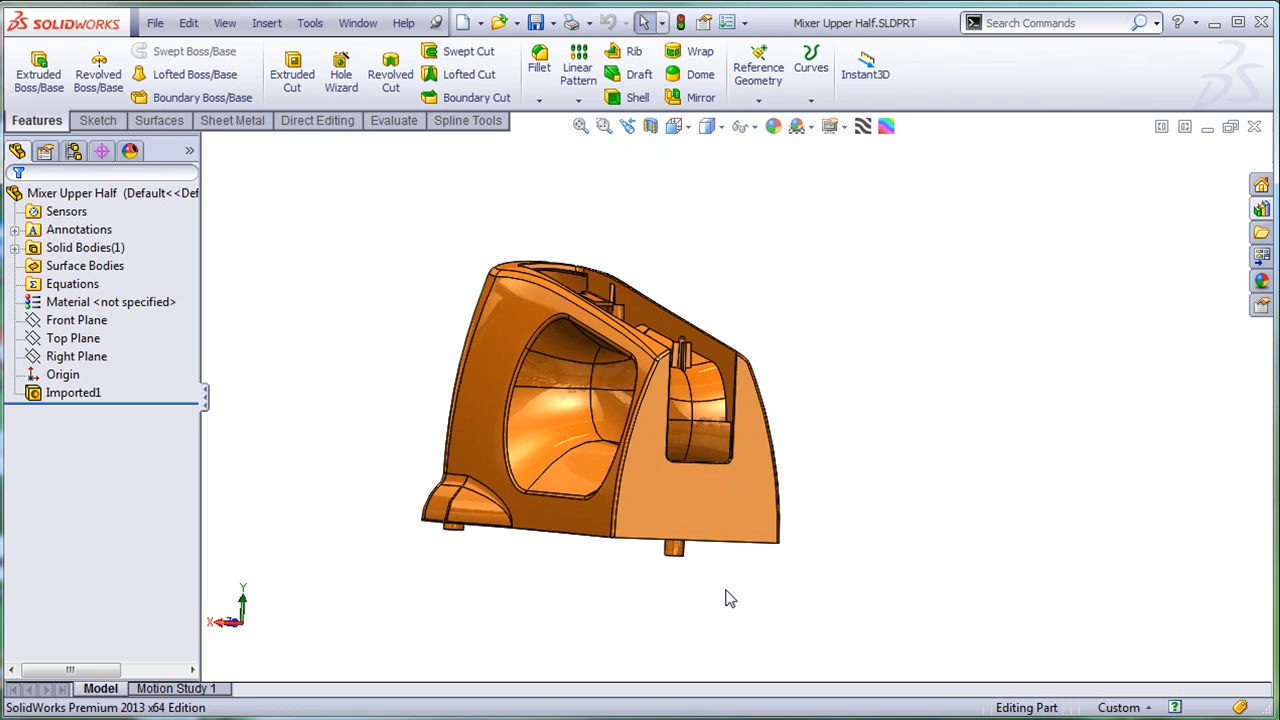 SOLIDWORKS File Edit View Insert Tools Window Help Mixer Upper Half.SLDPRT Search Commands
Extruded Boss/Base
Revolved Boss/Base
Swept Boss/Base
Lofted Boss/Base
Boundary Boss/Base
Extruded Cut
Hole Wizard
Revolved Cut
Swept Cut
Lofted Cut
Boundary Cut
Fillet
Linear Pattern
Rib
Draft
Shell
Wrap
Dome
Mirror
Reference Geometry
Curves
Instant3D
Features Sketch Surfaces Sheet Metal Direct Editing Evaluate Spline Tools
Mixer Upper Half (Default<<Def
Sensors
Annotations
Solid Bodies(1)
Surface Bodies
Equations
Material <not specified>
Front Plane
Top Plane
Right Plane
Origin
Imported1
Y
X
Z
Model Motion Study 1
SolidWorks Premium 2013 x64 Edition Editing Part Custom